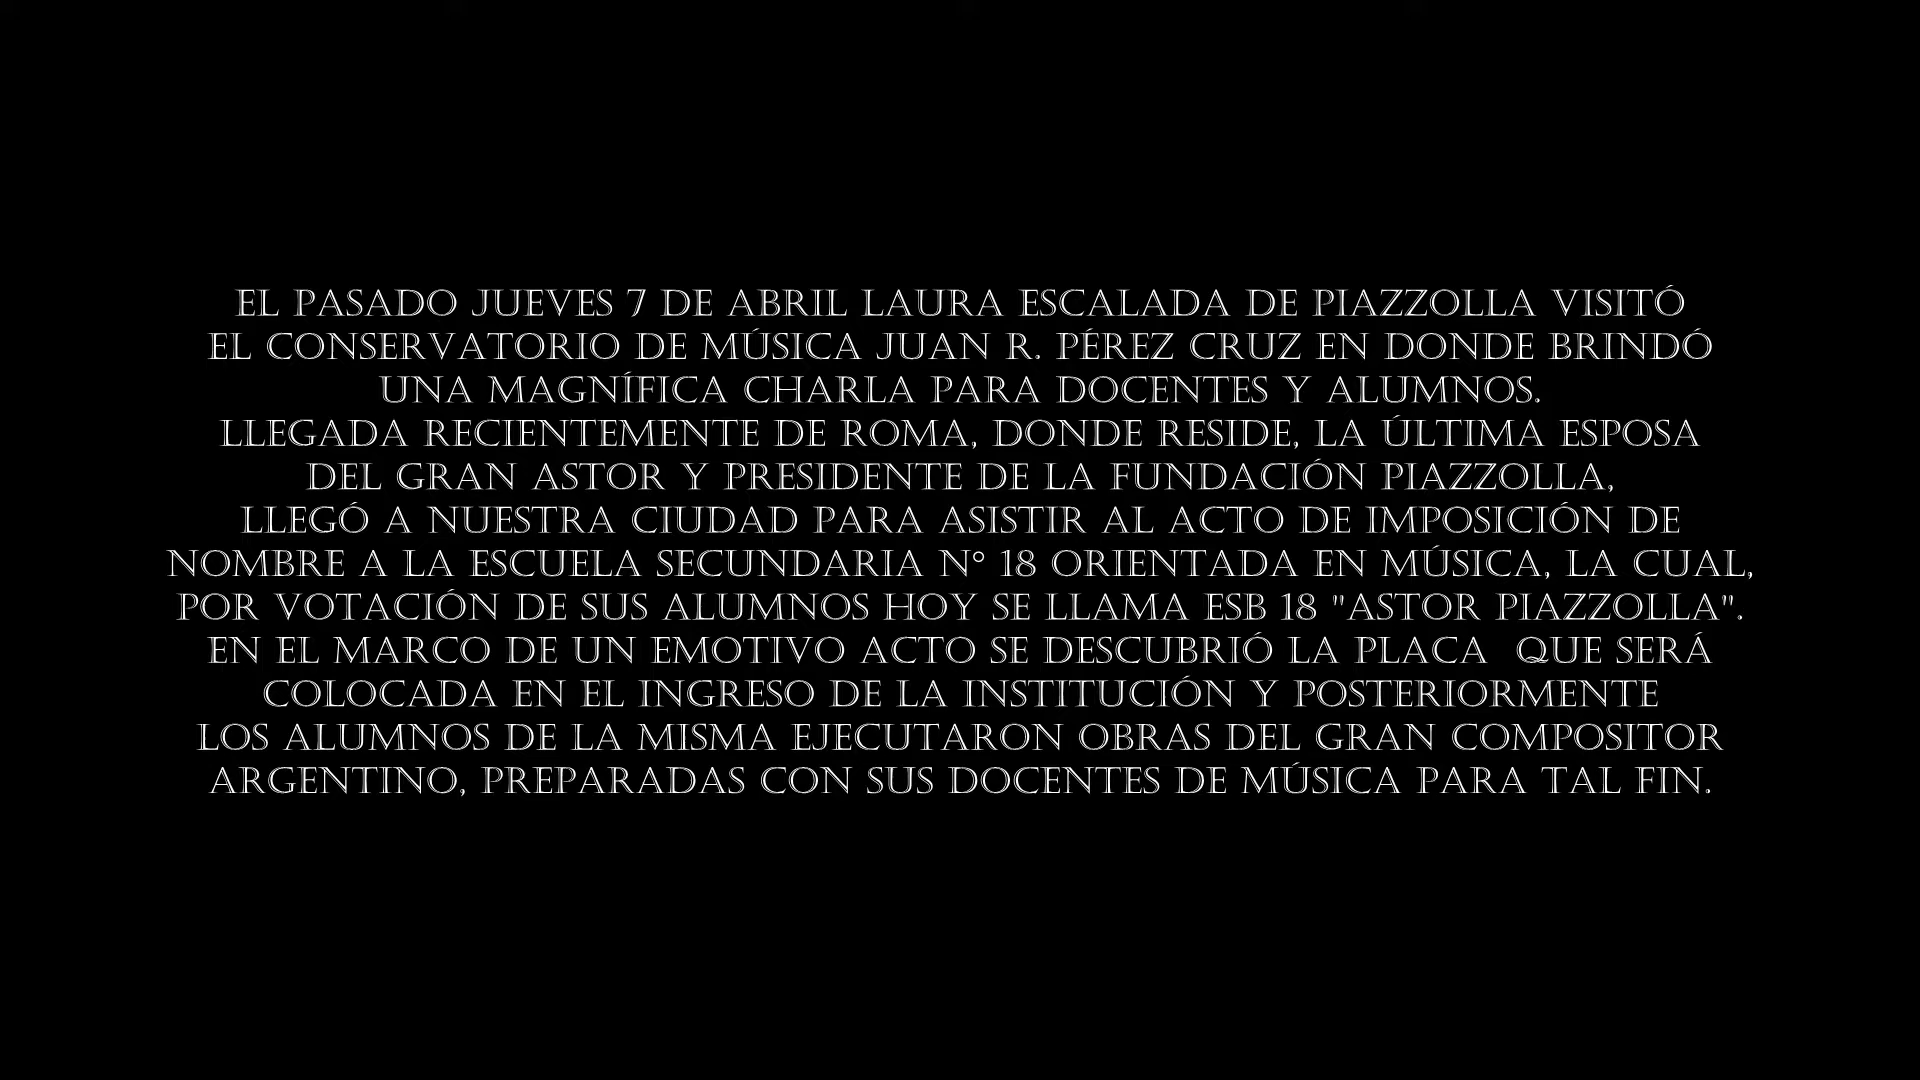 EL PASADO JUEVES 7 DE ABRIL LAURA ESCALADA DE PIAZZOLLA VISITÓ
EL CONSERVATORIO DE MÚSICA JUAN R. PÉREZ CRUZ EN DONDE BRINDÓ
UNA MAGNÍFICA CHARLA PARA DOCENTES Y ALUMNOS.
LLEGADA RECIENTEMENTE DE ROMA, DONDE RESIDE, LA ÚLTIMA ESPOSA
DEL GRAN ASTOR Y PRESIDENTE DE LA FUNDACIÓN PIAZZOLLA,
LLEGÓ A NUESTRA CIUDAD PARA ASISTIR AL ACTO DE IMPOSICIÓN DE
NOMBRE A LA ESCUELA SECUNDARIA N° 18 ORIENTADA EN MÚSICA, LA CUAL,
POR VOTACIÓN DE SUS ALUMNOS HOY SE LLAMA ESB 18 "ASTOR PIAZZOLLA".
EN EL MARCO DE UN EMOTIVO ACTO SE DESCUBRIÓ LA PLACA  QUE SERÁ
COLOCADA EN EL INGRESO DE LA INSTITUCIÓN Y POSTERIORMENTE
LOS ALUMNOS DE LA MISMA EJECUTARON OBRAS DEL GRAN COMPOSITOR
ARGENTINO, PREPARADAS CON SUS DOCENTES DE MÚSICA PARA TAL FIN.